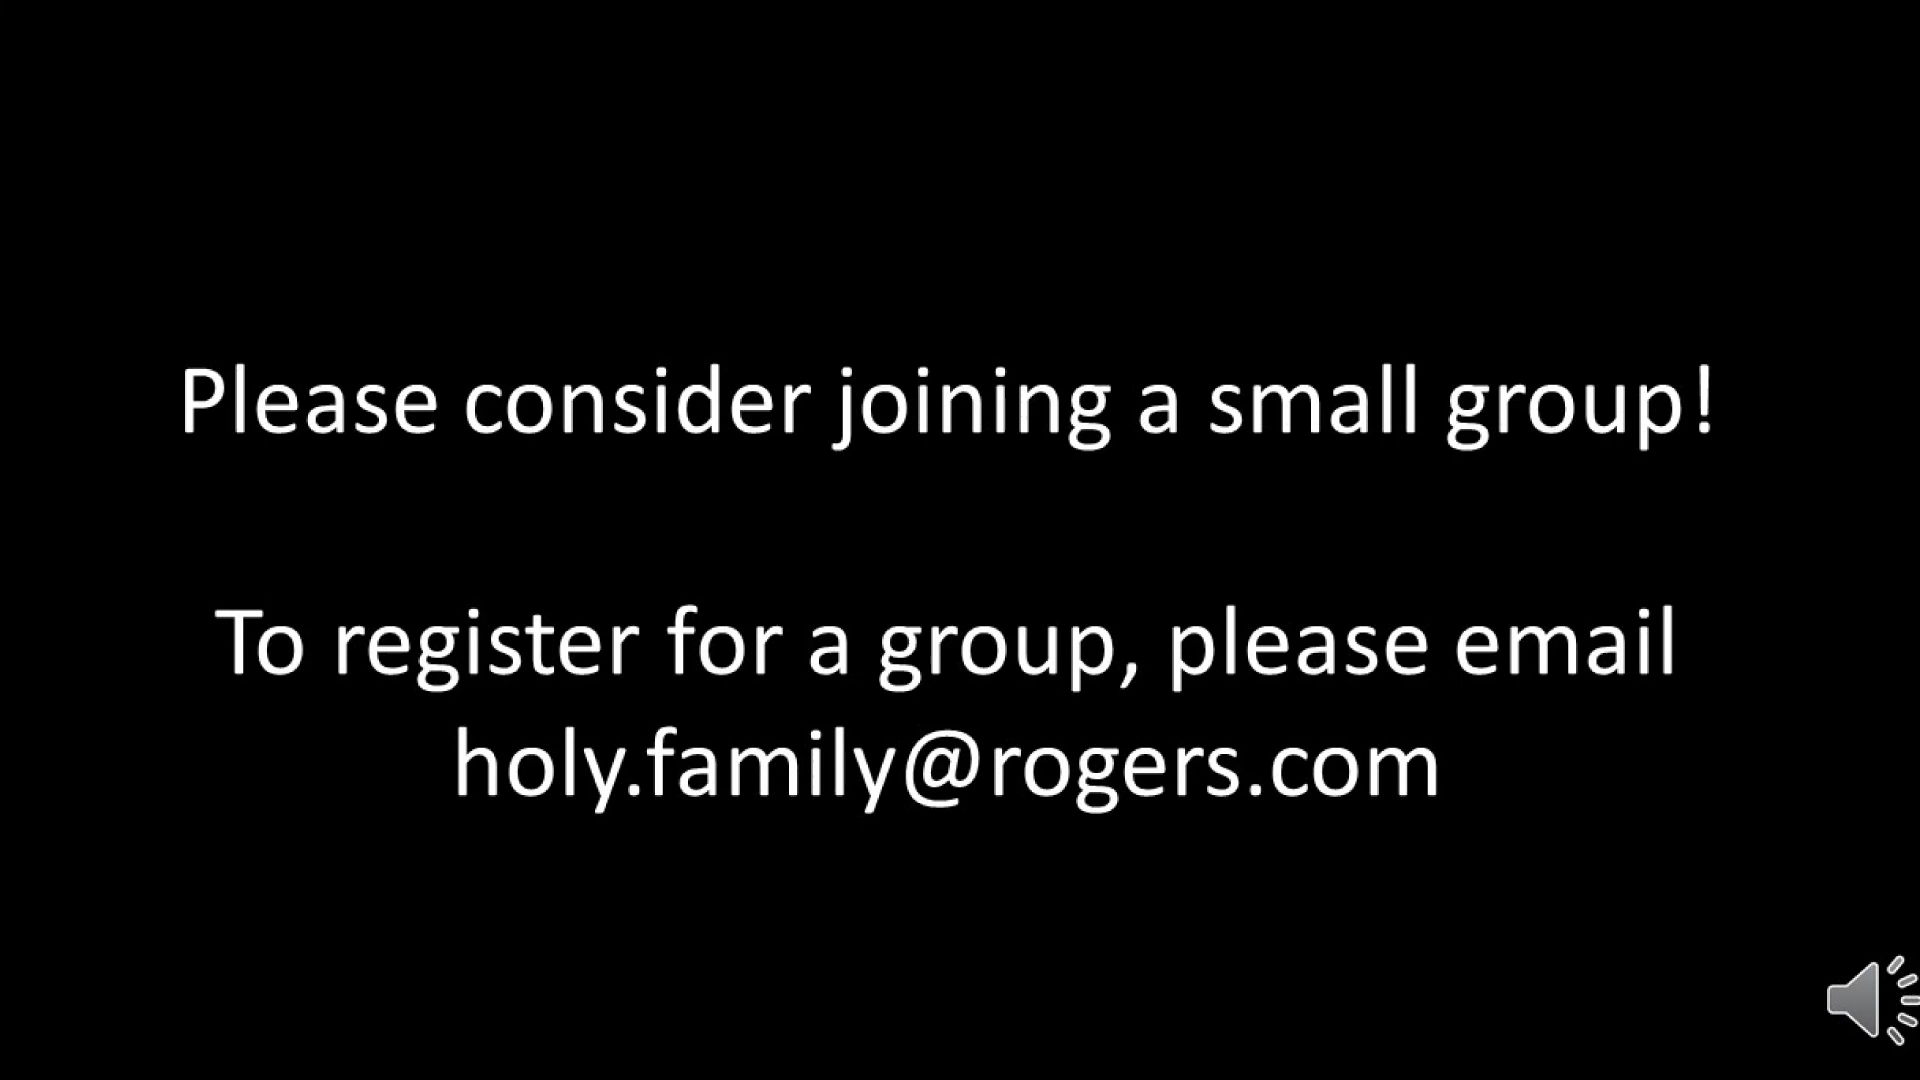 Please consider joining a small group!
To register for a group, please email
holy.family@rogers.com